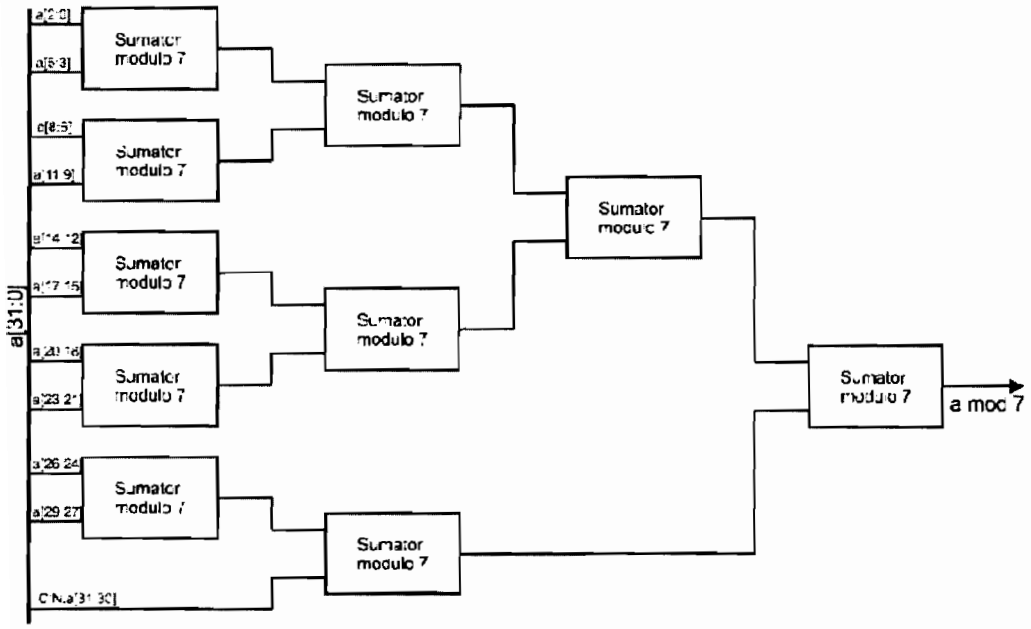 a[2:0]
Sumator
modulo 7
a[5:3]
Sumator
modulo 7
Sumator
modulo 7
a[11:9]
Sumator
modulo 7
a[14:12]
Sumator
modulo 7
a[17:15]
a[31:0]
Sumator
modulo 7
a[20:18]
Sumator
modulo 7
a[23:21]
Sumator
modulo 7
a mod 7
a[26:24]
Sumator
modulo 7
a[29:27]
Sumator
modulo 7
a[31:30]